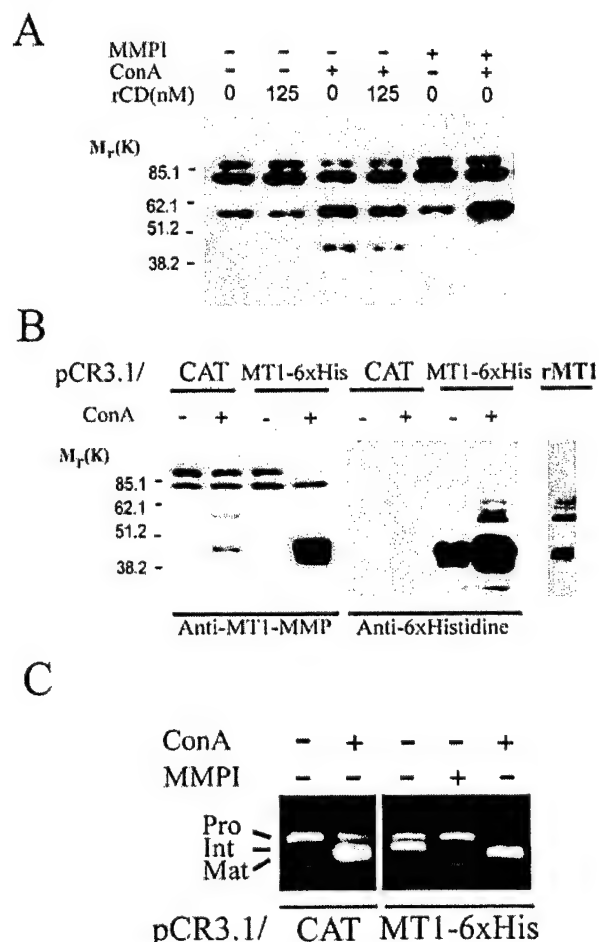 A
MMPI - - - - + +
ConA - - + + - +
rCD(nM) 0 125 0 125 0 0
Mr(K)
85.1 -
62.1 -
51.2 -
38.2 -
B
pCR3.1/ CAT MT1-6xHis CAT MT1-6xHis rMT1
ConA - + - + - + - +
Mr(K)
85.1 -
62.1 -
51.2 -
38.2 -
Anti-MT1-MMP Anti-6xHistidine
C
ConA - + - - +
MMPI - - - + -
Pro
Int
Mat
pCR3.1/ CAT MT1-6xHis